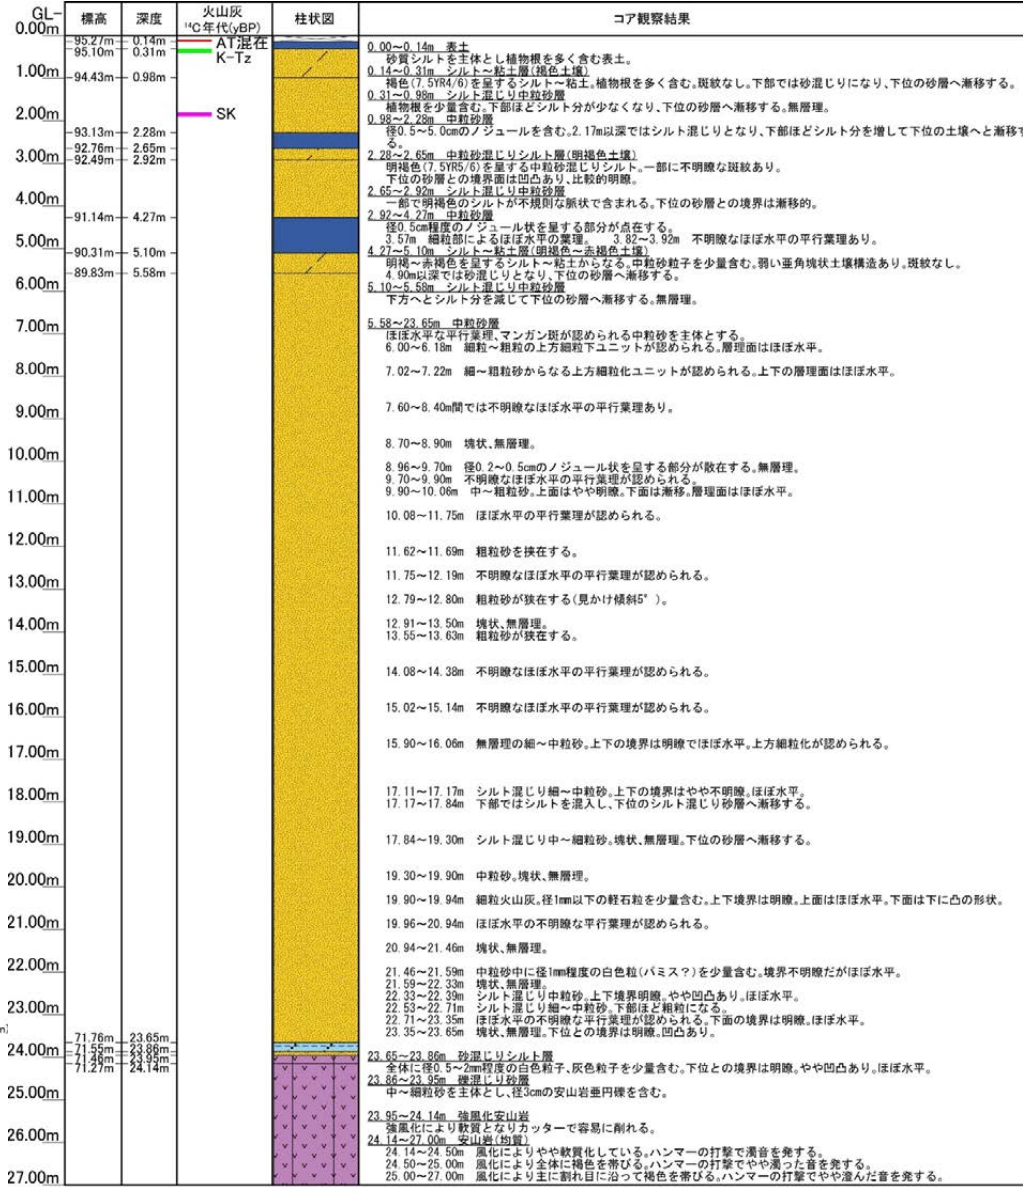 GL-
0.00m
標高
深度
火山灰
¹⁴C年代(yBP)
柱状図
コア観察結果
95.27m 0.14m
95.10m 0.31m
94.43m 0.98m
93.13m 2.28m
92.76m 2.65m
92.49m 2.92m
91.14m 4.27m
90.31m 5.10m
89.83m 5.58m
71.76m 23.65m
71.55m 23.86m
71.46m 23.95m
71.27m 24.14m
AT混在
K-Tz
SK
1.00m
2.00m
3.00m
4.00m
5.00m
6.00m
7.00m
8.00m
9.00m
10.00m
11.00m
12.00m
13.00m
14.00m
15.00m
16.00m
17.00m
18.00m
19.00m
20.00m
21.00m
22.00m
23.00m
24.00m
25.00m
26.00m
27.00m
0.00～0.14m 表土
砂質シルトを主体とし植物根を多く含む表土。
0.14～0.31m シルト～粘土層(褐色土壌)
褐色(7.5YR4/6)を呈するシルト～粘土。植物根を多く含む。斑紋なし。下部では砂混じりになり、下位の砂層へ漸移する。
0.31～0.98m シルト混じり中粒砂層
植物根を少量含む。下部ほどシルト分が少なくなり、下位の砂層へ漸移する。無層理。
0.98～2.28m 中粒砂層
径0.5～5.0cmのノジュールを含む。2.17m以深ではシルト混じりとなり、下部ほどシルト分を増して下位の土壌へと漸移す
る。
2.28～2.65m 中粒砂混じりシルト層(明褐色土壌)
明褐色(7.5YR5/6)を呈する中粒砂混じりシルト。一部に不明瞭な斑紋あり。
下位の砂層との境界面は凹凸あり、比較的明瞭。
2.65～2.92m シルト混じり中粒砂層
一部で明褐色のシルトが不規則な脈状で含まれる。下位の砂層との境界は漸移的。
2.92～4.27m 中粒砂層
径0.5cm程度のノジュール状を呈する部分が点在する。
3.57m 細粒部によるほぼ水平の葉理。 3.82～3.92m 不明瞭なほぼ水平の平行葉理あり。
4.27～5.10m シルト～粘土層(明褐色～赤褐色土壌)
明褐～赤褐色を呈するシルト～粘土からなる。中粒砂粒子を少量含む。弱い亜角塊状土壌構造あり。斑紋なし。
4.90m以深では砂混じりとなり、下位の砂層へ漸移する。
5.10～5.58m シルト混じり中粒砂層
下方へとシルト分を減じて下位の砂層へ漸移する。無層理。
5.58～23.65m 中粒砂層
ほぼ水平な平行葉理、マンガン斑が認められる中粒砂を主体とする。
6.00～6.18m 細粒～粗粒の上方細粒下ユニットが認められる。層理面はほぼ水平。
7.02～7.22m 細～粗粒砂からなる上方細粒化ユニットが認められる。上下の層理面はほぼ水平。
7.60～8.40m間では不明瞭なほぼ水平の平行葉理あり。
8.70～8.90m 塊状、無層理。
8.96～9.70m 径0.2～0.5cmのノジュール状を呈する部分が散在する。無層理。
9.70～9.90m 不明瞭なほぼ水平の平行葉理が認められる。
9.90～10.06m 中～粗粒砂。上面はやや明瞭。下面は漸移。層理面はほぼ水平。
10.08～11.75m ほぼ水平の平行葉理が認められる。
11.62～11.69m 粗粒砂を挟在する。
11.75～12.19m 不明瞭なほぼ水平の平行葉理が認められる。
12.79～12.80m 粗粒砂が狭在する(見かけ傾斜5°)。
12.91～13.50m 塊状、無層理。
13.55～13.63m 粗粒砂が狭在する。
14.08～14.38m 不明瞭なほぼ水平の平行葉理が認められる。
15.02～15.14m 不明瞭なほぼ水平の平行葉理が認められる。
15.90～16.06m 無層理の細～中粒砂。上下の境界は明瞭でほぼ水平。上方細粒化が認められる。
17.11～17.17m シルト混じり細～中粒砂。上下の境界はやや不明瞭。ほぼ水平。
17.17～17.84m 下部ではシルトを混入し、下位のシルト混じり砂層へ漸移する。
17.84～19.30m シルト混じり中～細粒砂。塊状、無層理。下位の砂層へ漸移する。
19.30～19.90m 中粒砂。塊状、無層理。
19.90～19.94m 細粒火山灰。径1mm以下の軽石粒を少量含む。上下境界は明瞭。上面はほぼ水平。下面は下に凸の形状。
19.96～20.94m ほぼ水平の不明瞭な平行葉理が認められる。
20.94～21.46m 塊状、無層理。
21.46～21.59m 中粒砂中に径1mm程度の白色粒(パミス？)を少量含む。境界不明瞭だがほぼ水平。
21.59～22.33m 塊状、無層理。
22.33～22.39m シルト混じり中粒砂。上下境界明瞭。やや凹凸あり。ほぼ水平。
22.53～22.71m シルト混じり細～中粒砂。下部ほど粗粒になる。
22.71～23.35m ほぼ水平の不明瞭な平行葉理が認められる。下面の境界は明瞭。ほぼ水平。
23.35～23.65m 塊状、無層理。下位との境界は明瞭。凹凸あり。
23.65～23.86m 砂混じりシルト層
全体に径0.5～2mm程度の白色粒子、灰色粒子を少量含む。下位との境界は明瞭。やや凹凸あり。ほぼ水平。
23.86～23.95m 礫混じり砂層
中～細粒砂を主体とし、径3cmの安山岩亜円礫を含む。
23.95～24.14m 強風化安山岩
強風化により軟質となりカッターで容易に削れる。
24.14～27.00m 安山岩(均質)
24.14～24.50m 風化によりやや軟質化している。ハンマーの打撃で濁音を発する。
24.50～25.00m 風化により全体に褐色を帯びる。ハンマーの打撃でやや濁った音を発する。
25.00～27.00m 風化により主に割れ目に沿って褐色を帯びる。ハンマーの打撃でやや澄んだ音を発する。